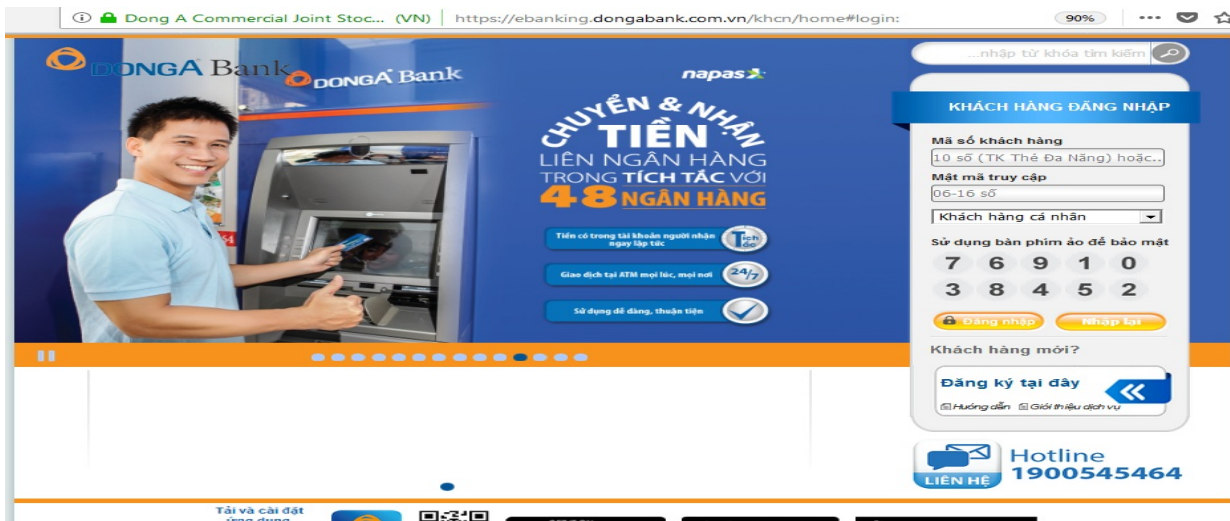 Dong A Commercial Joint Stoc... (VN) https://ebanking.dongabank.com.vn/khcn/home#login: 90%
DONGA Bank
DONGA Bank
napas
...nhập từ khóa tìm kiếm
CHUYỂN & NHẬN
TIỀN
LIÊN NGÂN HÀNG
TRONG TÍCH TẮC VỚI
48 NGÂN HÀNG
Tiền có trong tài khoản người nhận
ngay lập tức
Tích
tắc
Giao dịch tại ATM mọi lúc, mọi nơi
24/7
Sử dụng dễ dàng, thuận tiện
KHÁCH HÀNG ĐĂNG NHẬP
Mã số khách hàng
10 số (TK Thẻ Đa Năng) hoặc..
Mật mã truy cập
06-16 số
Khách hàng cá nhân
Sử dụng bàn phím ảo để bảo mật
7 6 9 1 0
3 8 4 5 2
Đăng nhập Nhập lại
Khách hàng mới?
Đăng ký tại đây
Hướng dẫn Giới thiệu dịch vụ
LIÊN HỆ
Hotline
1900545464
Tải và cài đặt
ứng dụng